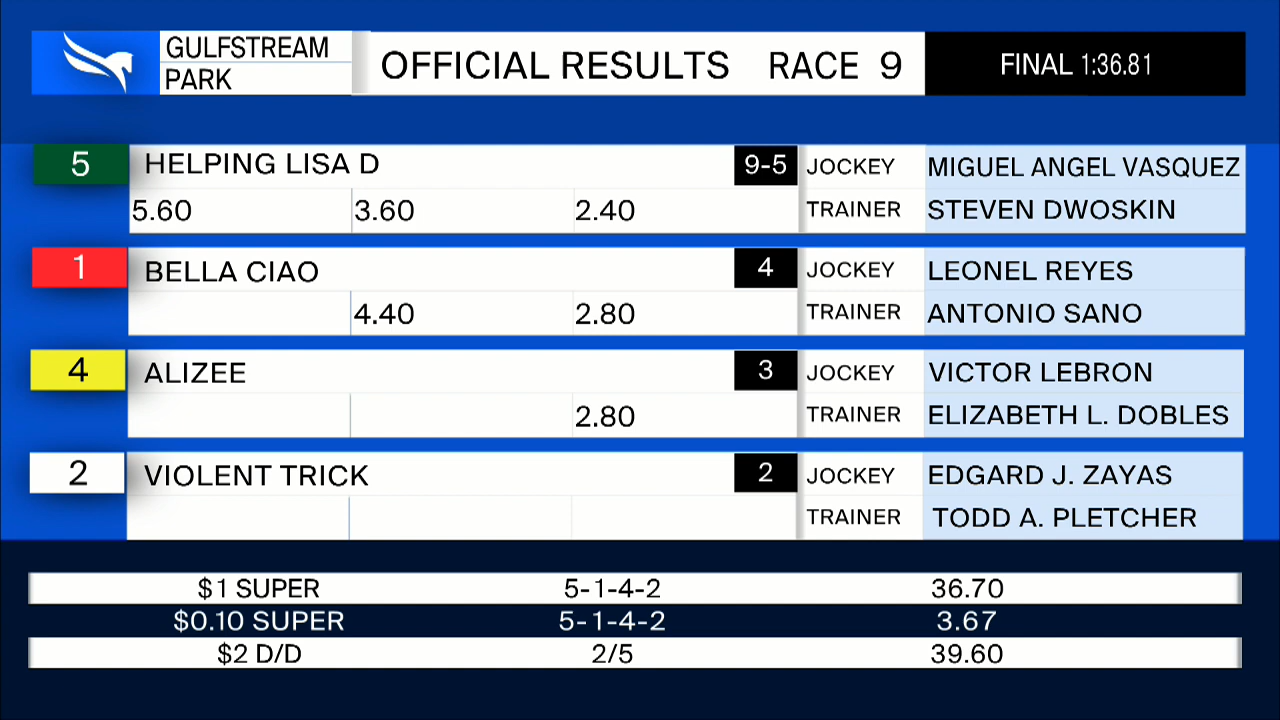 GULFSTREAM PARK OFFICIAL RESULTS RACE 9 FINAL 1:36.81
5 HELPING LISA D 9-5 JOCKEY MIGUEL ANGEL VASQUEZ
5.60 3.60 2.40 TRAINER STEVEN DWOSKIN
1 BELLA CIAO 4 JOCKEY LEONEL REYES
4.40 2.80 TRAINER ANTONIO SANO
4 ALIZEE 3 JOCKEY VICTOR LEBRON
2.80 TRAINER ELIZABETH L. DOBLES
2 VIOLENT TRICK 2 JOCKEY EDGARD J. ZAYAS
TRAINER TODD A. PLETCHER
$1 SUPER 5-1-4-2 36.70
$0.10 SUPER 5-1-4-2 3.67
$2 D/D 2/5 39.60